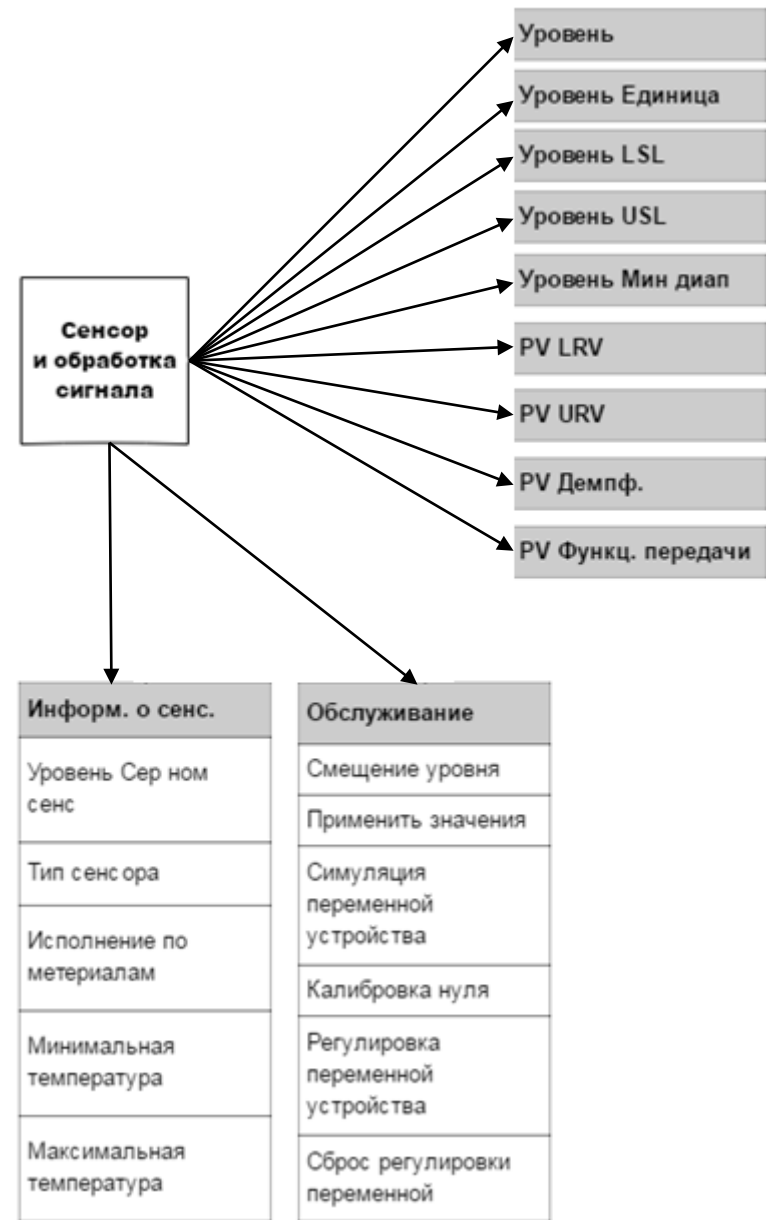 Уровень
Уровень Единица
Уровень LSL
Уровень USL
Уровень Мин диап
PV LRV
PV URV
PV Демпф.
PV Функц. передачи
Сенсор
и обработка
сигнала
Информ. о сенс.
Уровень Сер ном
сенс
Тип сенсора
Исполнение по
метериалам
Минимальная
температура
Максимальная
температура
Обслуживание
Смещение уровня
Применить значения
Симуляция
переменной
устройства
Калибровка нуля
Регулировка
переменной
устройства
Сброс регулировки
переменной